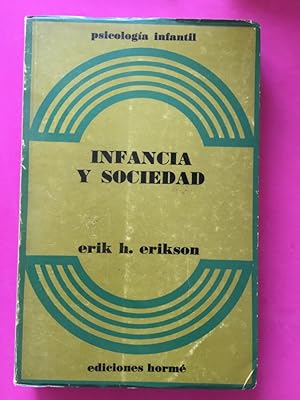 psicología infantil
INFANCIA
Y SOCIEDAD
erik h. erikson
ediciones hormé